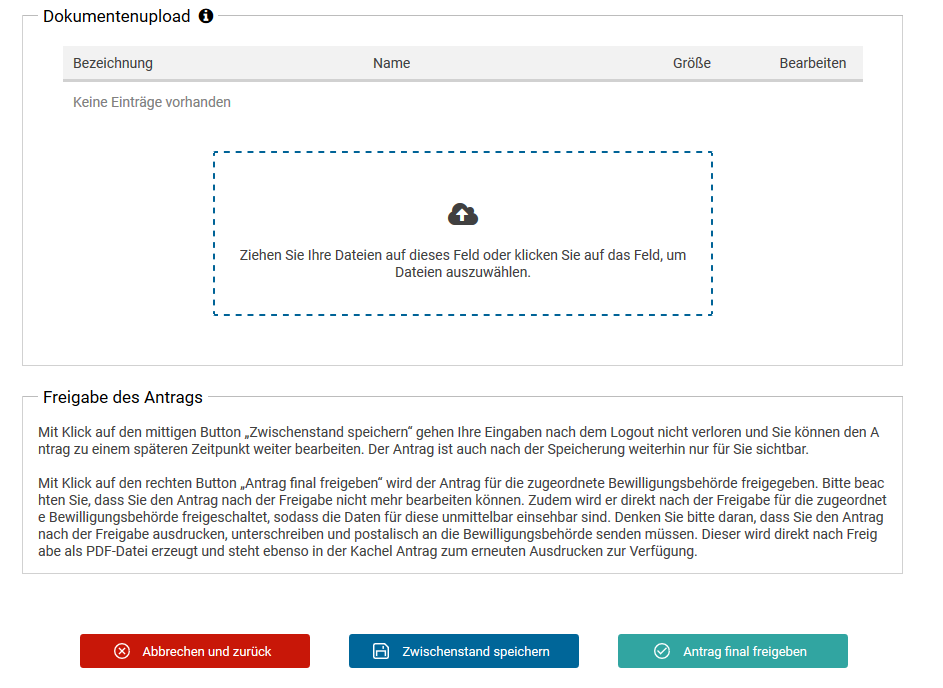 Dokumentenupload
Bezeichnung Name Größe Bearbeiten
Keine Einträge vorhanden
Ziehen Sie Ihre Dateien auf dieses Feld oder klicken Sie auf das Feld, um
Dateien auszuwählen.
Freigabe des Antrags
Mit Klick auf den mittigen Button „Zwischenstand speichern“ gehen Ihre Eingaben nach dem Logout nicht verloren und Sie können den A
ntrag zu einem späteren Zeitpunkt weiter bearbeiten. Der Antrag ist auch nach der Speicherung weiterhin nur für Sie sichtbar.
Mit Klick auf den rechten Button „Antrag final freigeben“ wird der Antrag für die zugeordnete Bewilligungsbehörde freigegeben. Bitte beac
hten Sie, dass Sie den Antrag nach der Freigabe nicht mehr bearbeiten können. Zudem wird er direkt nach der Freigabe für die zugeordnet
e Bewilligungsbehörde freigeschaltet, sodass die Daten für diese unmittelbar einsehbar sind. Denken Sie bitte daran, dass Sie den Antrag
nach der Freigabe ausdrucken, unterschreiben und postalisch an die Bewilligungsbehörde senden müssen. Dieser wird direkt nach Freig
abe als PDF-Datei erzeugt und steht ebenso in der Kachel Antrag zum erneuten Ausdrucken zur Verfügung.
Abbrechen und zurück Zwischenstand speichern Antrag final freigeben